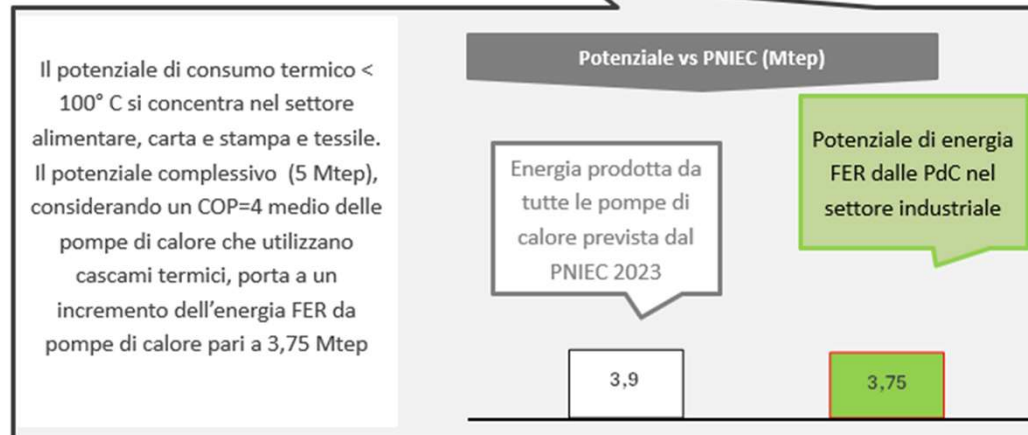 Il potenziale di consumo termico <
100° C si concentra nel settore
alimentare, carta e stampa e tessile.
Il potenziale complessivo (5 Mtep),
considerando un COP=4 medio delle
pompe di calore che utilizzano
cascami termici, porta a un
incremento dell’energia FER da
pompe di calore pari a 3,75 Mtep
Potenziale vs PNIEC (Mtep)
Energia prodotta da
tutte le pompe di
calore prevista dal
PNIEC 2023
Potenziale di energia
FER dalle PdC nel
settore industriale
3,9
3,75